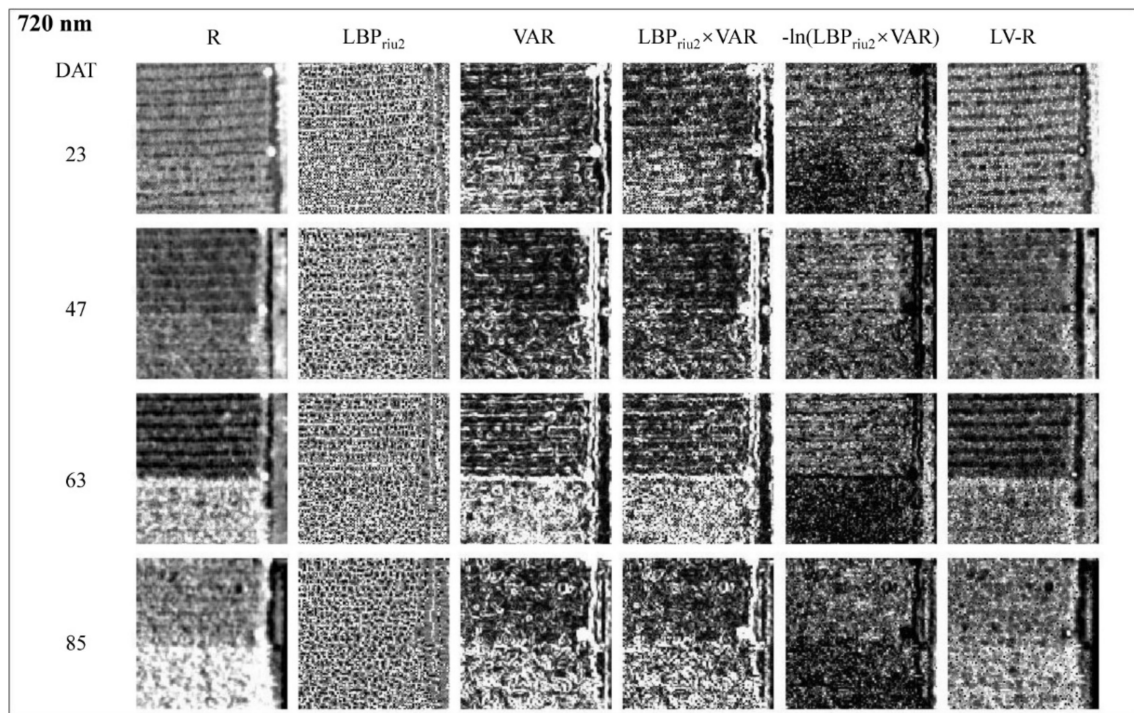 720 nm
R LBPriu2 VAR LBPriu2×VAR -ln(LBPriu2×VAR) LV-R
DAT
23
47
63
85